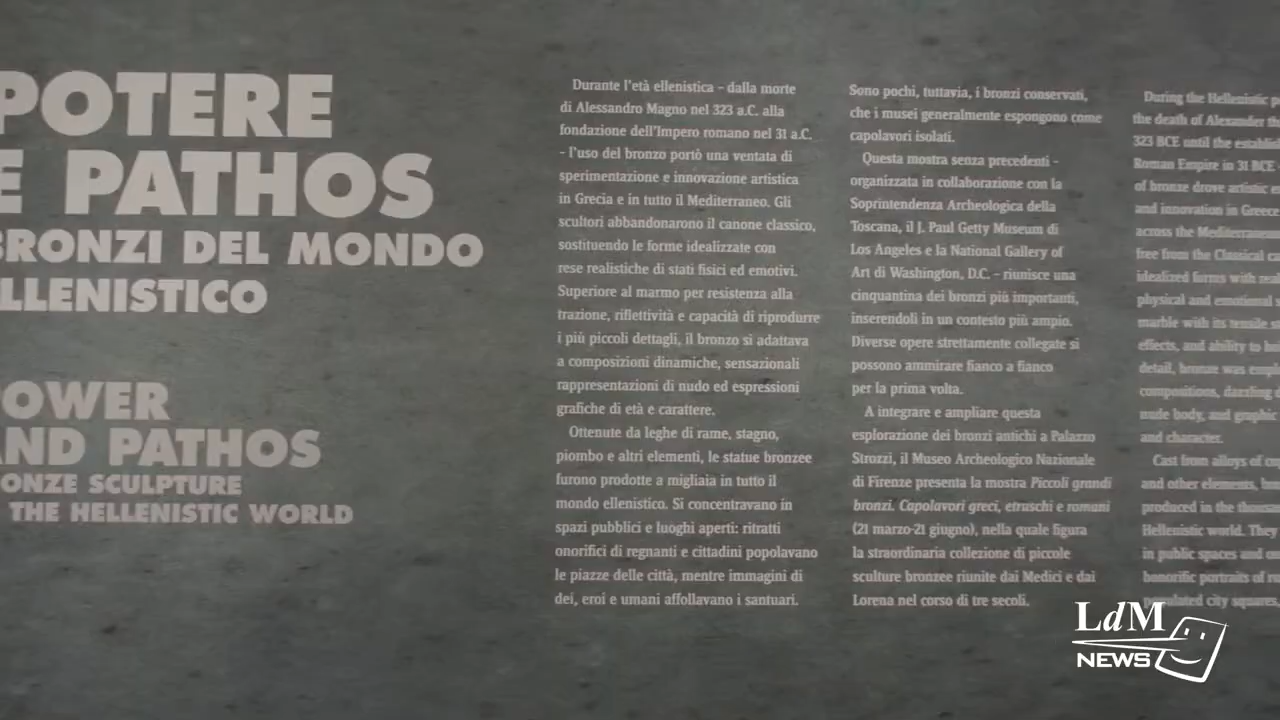 POTERE
E PATHOS
BRONZI DEL MONDO
LLENISTICO
OWER
AND PATHOS
ONZE SCULPTURE
THE HELLENISTIC WORLD
Durante l'età ellenistica – dalla morte
di Alessandro Magno nel 323 a.C. alla
fondazione dell'Impero romano nel 31 a.C.
– l'uso del bronzo portò una ventata di
sperimentazione e innovazione artistica
in Grecia e in tutto il Mediterraneo. Gli
scultori abbandonarono il canone classico,
sostituendo le forme idealizzate con
rese realistiche di stati fisici ed emotivi.
Superiore al marmo per resistenza alla
trazione, riflettività e capacità di riprodurre
i più piccoli dettagli, il bronzo si adattava
a composizioni dinamiche, sensazionali
rappresentazioni di nudo ed espressioni
grafiche di età e carattere.
Ottenute da leghe di rame, stagno,
piombo e altri elementi, le statue bronzee
furono prodotte a migliaia in tutto il
mondo ellenistico. Si concentravano in
spazi pubblici e luoghi aperti: ritratti
onorifici di regnanti e cittadini popolavano
le piazze delle città, mentre immagini di
dei, eroi e umani affollavano i santuari.
Sono pochi, tuttavia, i bronzi conservati,
che i musei generalmente espongono come
capolavori isolati.
Questa mostra senza precedenti –
organizzata in collaborazione con la
Soprintendenza Archeologica della
Toscana, il J. Paul Getty Museum di
Los Angeles e la National Gallery of
Art di Washington, D.C. – riunisce una
cinquantina dei bronzi più importanti,
inserendoli in un contesto più ampio.
Diverse opere strettamente collegate si
possono ammirare fianco a fianco
per la prima volta.
A integrare e ampliare questa
esplorazione dei bronzi antichi a Palazzo
Strozzi, il Museo Archeologico Nazionale
di Firenze presenta la mostra Piccoli grandi
bronzi. Capolavori greci, etruschi e romani
(21 marzo-21 giugno), nella quale figura
la straordinaria collezione di piccole
sculture bronzee riunite dai Medici e dai
Lorena nel corso di tre secoli.
During the Hellenistic p
the death of Alexander th
323 BCE until the establis
Roman Empire in 31 BCE
of bronze drove artistic e
and innovation in Greece
across the Mediterranean
free from the Classical ca
idealized forms with real
physical and emotional
marble with its tensile s
effects, and ability to
detail, bronze was empl
compositions, dazzling
nude body, and graphic
and character.
Cast from alloys of
and other elements,
produced in the thousan
Hellenistic world. They
in public spaces and
honorific portraits of
populated city squares
LdM
NEWS